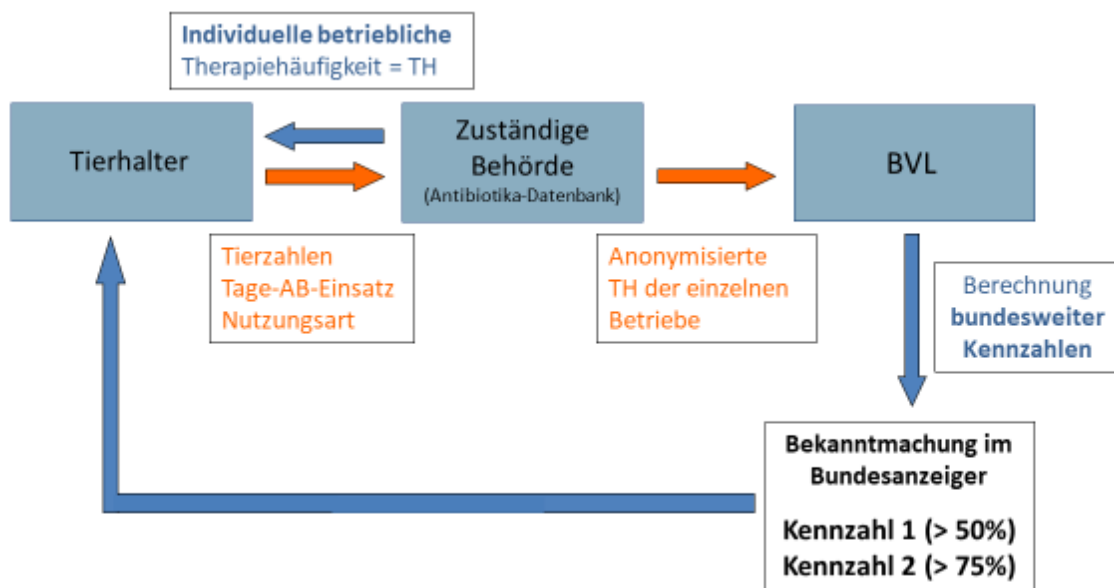 Individuelle betriebliche
Therapiehäufigkeit = TH
Tierhalter
Zuständige
Behörde
(Antibiotika-Datenbank)
BVL
Tierzahlen
Tage-AB-Einsatz
Nutzungsart
Anonymisierte
TH der einzelnen
Betriebe
Berechnung
bundesweiter
Kennzahlen
Bekanntmachung im
Bundesanzeiger
Kennzahl 1 (> 50%)
Kennzahl 2 (> 75%)